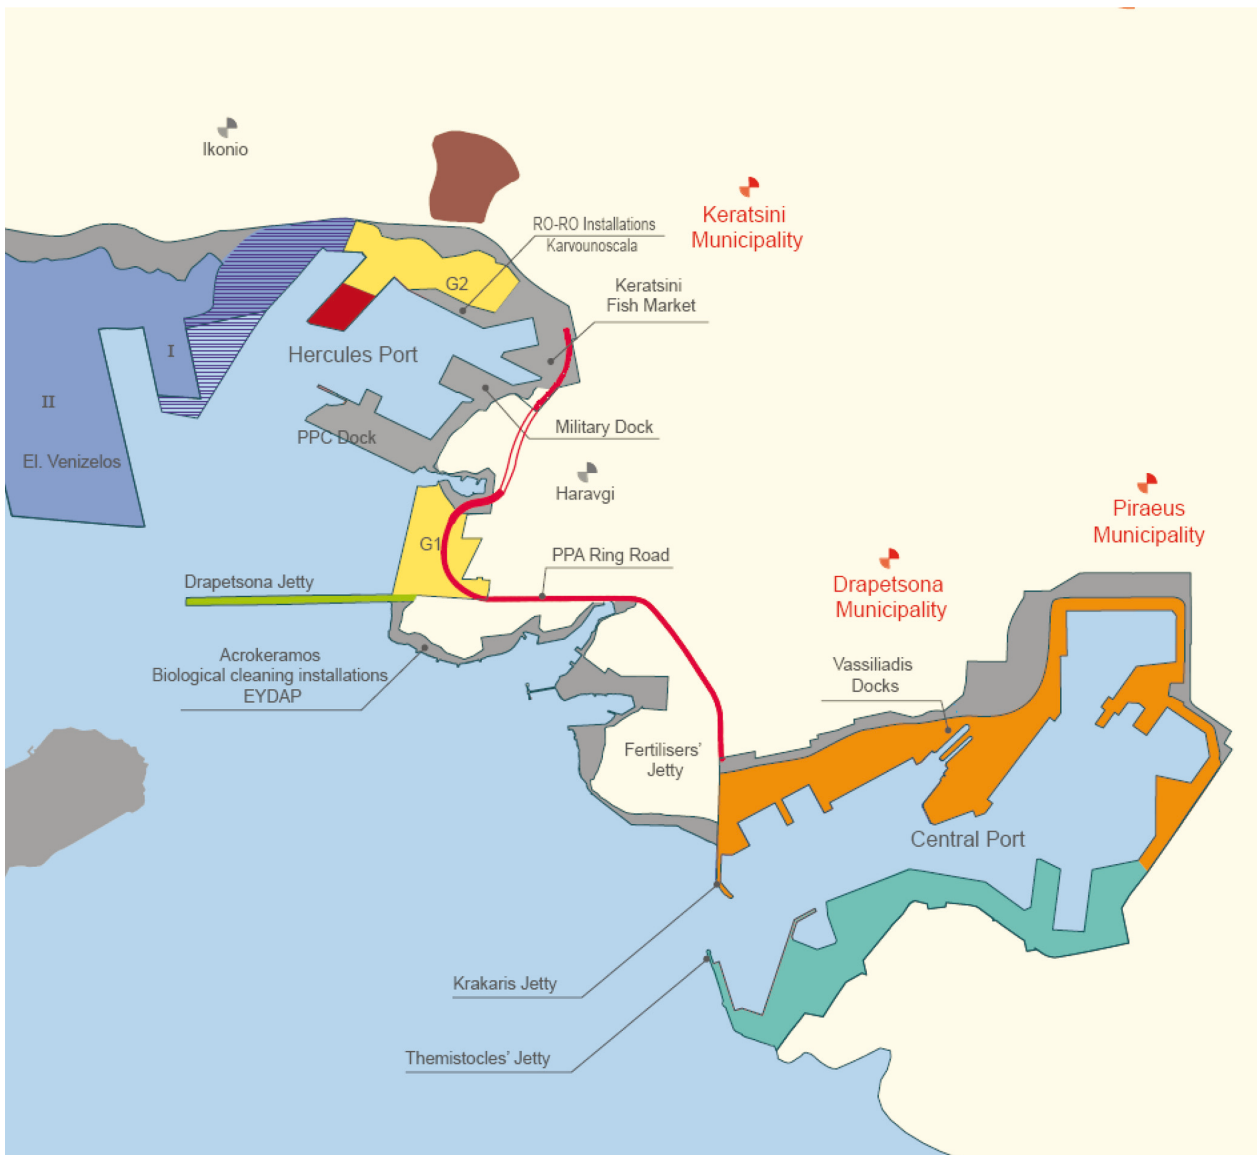 Ikonio
RO-RO Installations
Karvounoscala
Keratsini
Municipality
G2
Keratsini
Fish Market
Hercules Port
I
II
El. Venizelos
PPC Dock
Military Dock
Haravgi
Piraeus
Municipality
G1
PPA Ring Road
Drapetsona Jetty
Drapetsona
Municipality
Acrokeramos
Biological cleaning installations
EYDAP
Vassiliadis
Docks
Fertilisers'
Jetty
Central Port
Krakaris Jetty
Themistocles' Jetty